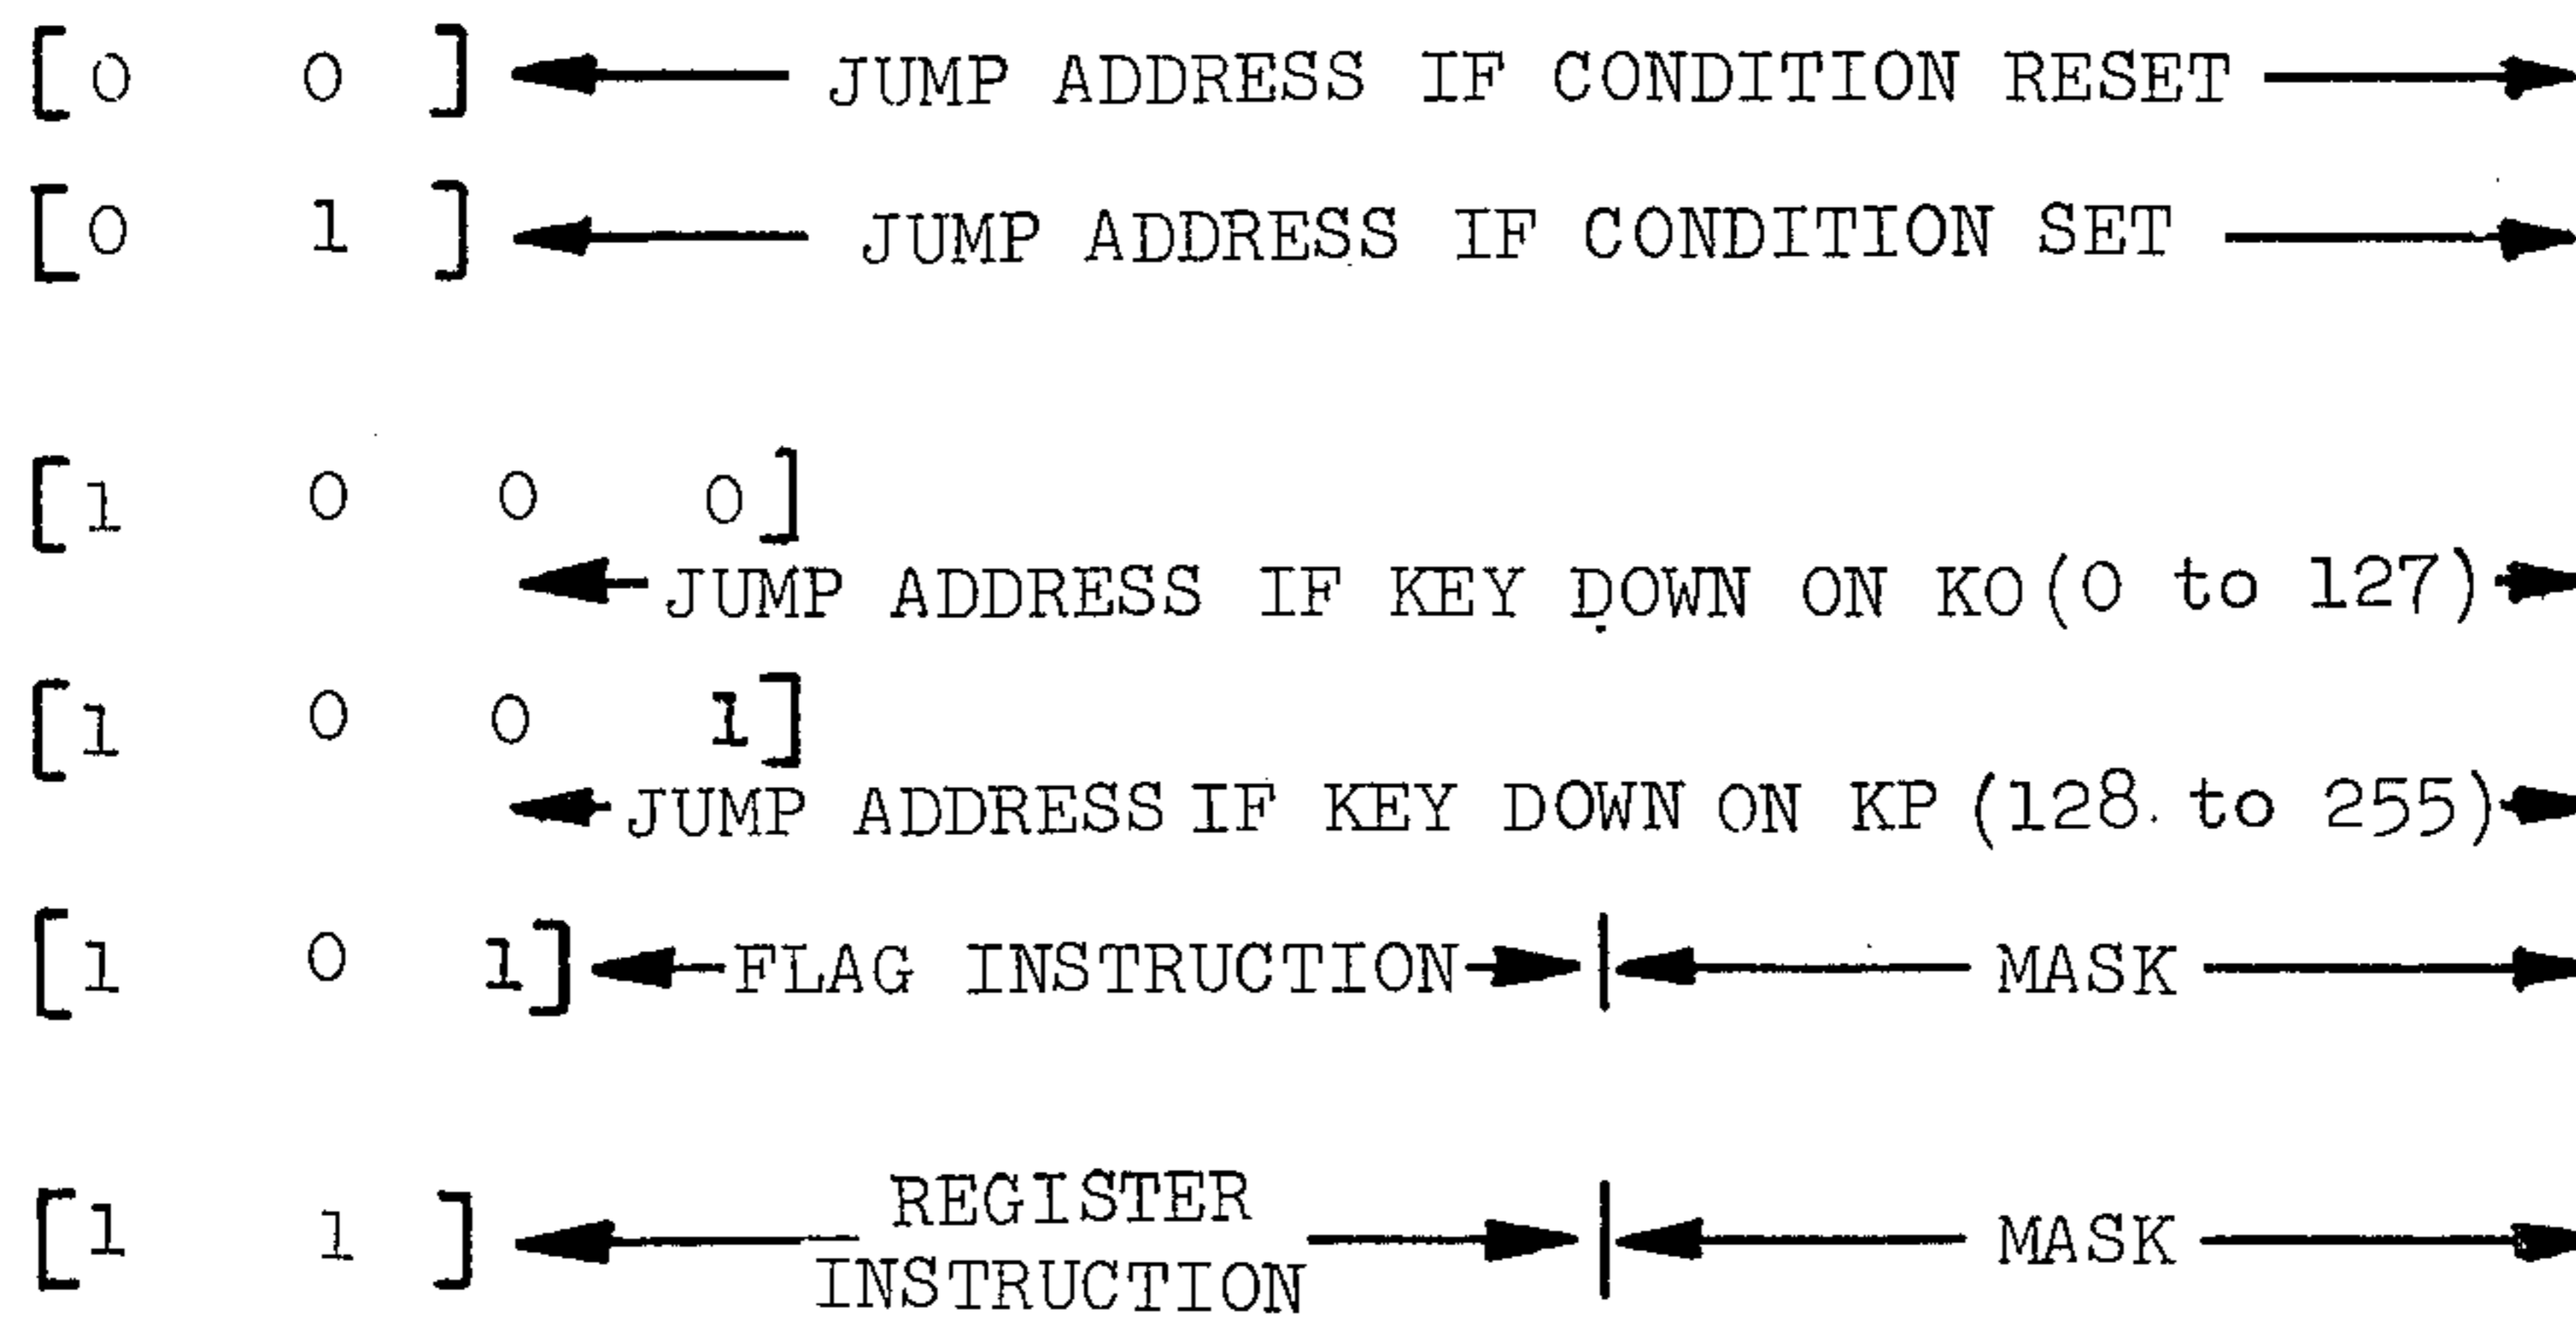 [0 0 ] JUMP ADDRESS IF CONDITION RESET
[0 1 ] JUMP ADDRESS IF CONDITION SET
[1 0 0 0]
JUMP ADDRESS IF KEY DOWN ON KO(0 to 127)
[1 0 0 1]
JUMP ADDRESS IF KEY DOWN ON KP (128 to 255)
[1 0 1] FLAG INSTRUCTION | MASK
[1 1 ] REGISTER INSTRUCTION | MASK